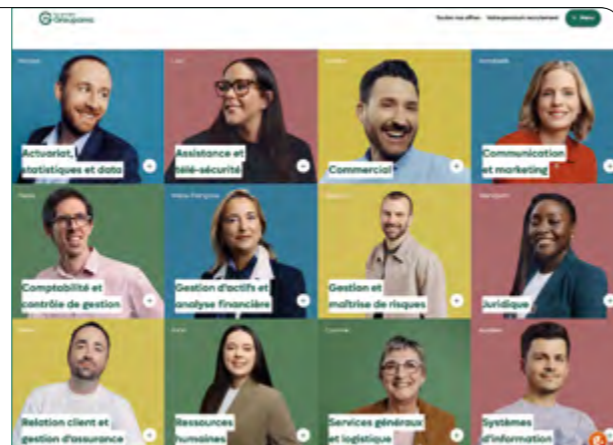 Groupama
Toutes nos offres
Votre parcours recrutement
Menu
Actuariat,
statistiques et data
Assistance et
télé-sécurité
Commercial
Communication
et marketing
Comptabilité et
contrôle de gestion
Gestion d'actifs et
analyse financière
Gestion et
maîtrise de risques
Juridique
Relation client et
gestion d'assurance
Ressources
humaines
Services généraux
et logistique
Systèmes
d'information